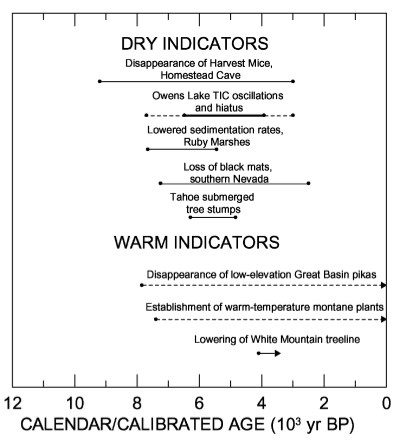 DRY INDICATORS
Disappearance of Harvest Mice,
Homestead Cave
Owens Lake TIC oscillations
and hiatus
Lowered sedimentation rates,
Ruby Marshes
Loss of black mats,
southern Nevada
Tahoe submerged
tree stumps
WARM INDICATORS
Disappearance of low-elevation Great Basin pikas
Establishment of warm-temperature montane plants
Lowering of White Mountain treeline
12 10 8 6 4 2 0
CALENDAR/CALIBRATED AGE (10³ yr BP)